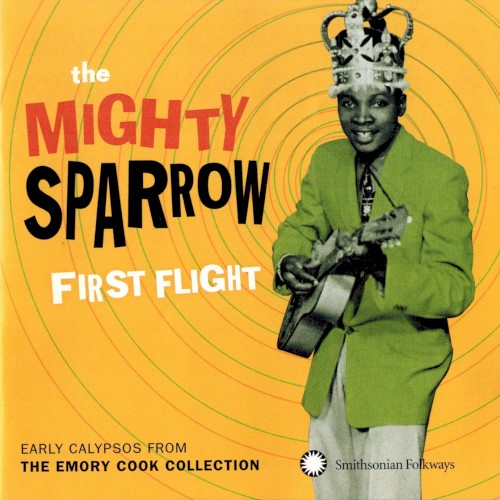 the
MIGHTY
SPARROW
FIRST FLIGHT
EARLY CALYPSOS FROM
THE EMORY COOK COLLECTION
Smithsonian Folkways